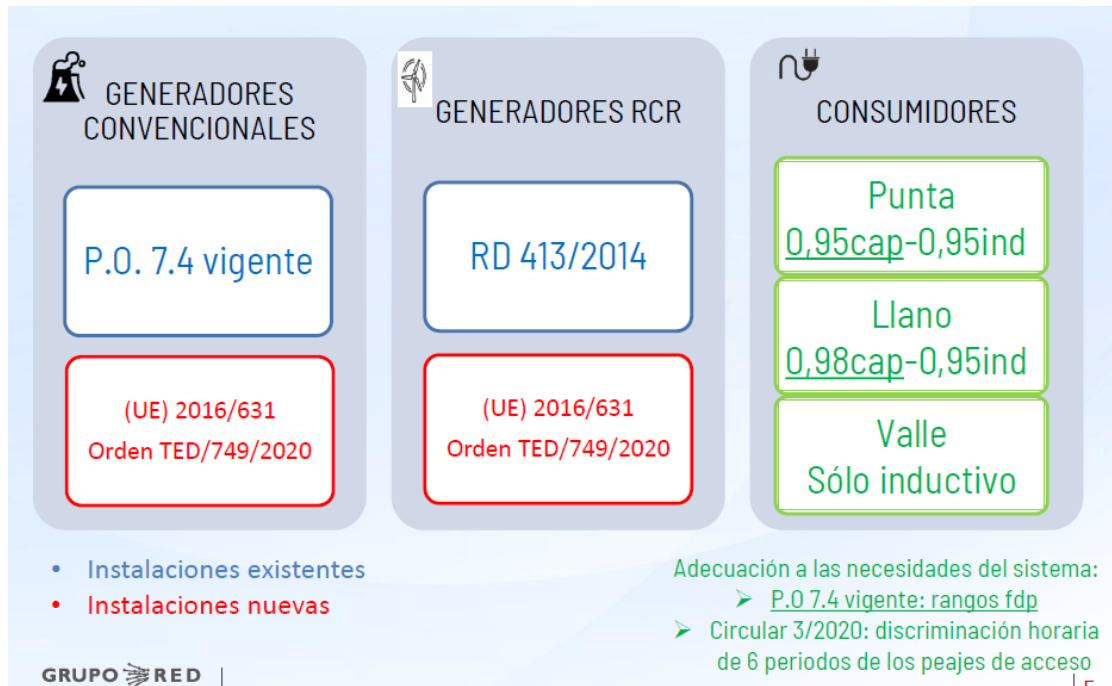 GENERADORES
CONVENCIONALES
P.O. 7.4 vigente
(UE) 2016/631
Orden TED/749/2020
GENERADORES RCR
RD 413/2014
(UE) 2016/631
Orden TED/749/2020
CONSUMIDORES
Punta
0,95cap-0,95ind
Llano
0,98cap-0,95ind
Valle
Sólo inductivo
• Instalaciones existentes
• Instalaciones nuevas
Adecuación a las necesidades del sistema:
➢ P.O 7.4 vigente: rangos fdp
➢ Circular 3/2020: discriminación horaria
de 6 periodos de los peajes de acceso
GRUPO RED